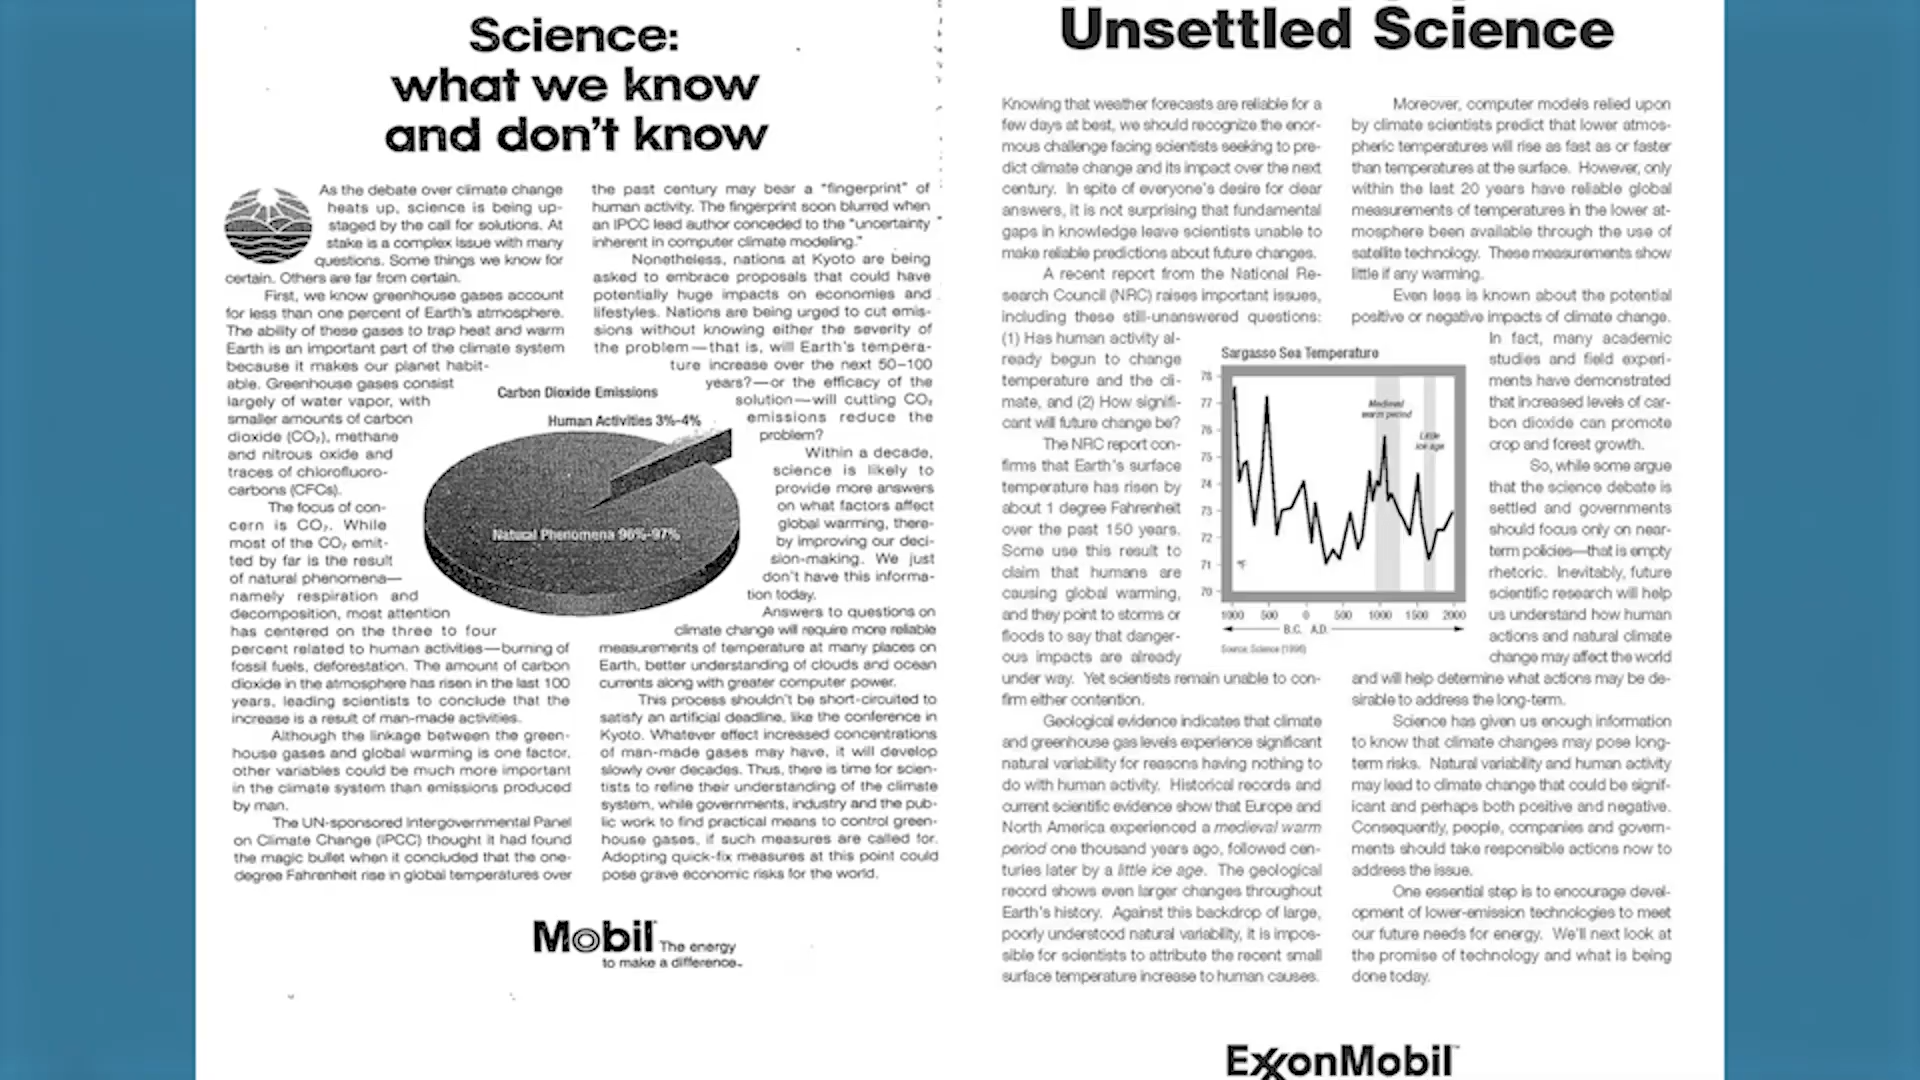 Science:
what we know
and don't know
As the debate over climate change
heats up, science is being up-
staged by the call for solutions. At
stake is a complex issue with many
questions. Some things we know for
certain. Others are far from certain.
First, we know greenhouse gases account
for less than one percent of Earth's atmosphere.
The ability of these gases to trap heat and warm
Earth is an important part of the climate system
because it makes our planet habit-
able. Greenhouse gases consist
largely of water vapor, with
smaller amounts of carbon
dioxide (CO₂), methane
and nitrous oxide and
traces of chlorofluoro-
carbons (CFCs).
The focus of con-
cern is CO₂. While
most of the CO₂ emit-
ted by far is the result
of natural phenomena—
namely respiration and
decomposition, most attention
has centered on the three to four
percent related to human activities—burning of
fossil fuels, deforestation. The amount of carbon
dioxide in the atmosphere has risen in the last 100
years, leading scientists to conclude that the
increase is a result of man-made activities.
Although the linkage between the green-
house gases and global warming is one factor,
other variables could be much more important
in the climate system than emissions produced
by man.
The UN-sponsored Intergovernmental Panel
on Climate Change (IPCC) thought it had found
the magic bullet when it concluded that the one-
degree Fahrenheit rise in global temperatures over
the past century may bear a "fingerprint" of
human activity. The fingerprint soon blurred when
an IPCC lead author conceded to the "uncertainty
inherent in computer climate modeling."
Nonetheless, nations at Kyoto are being
asked to embrace proposals that could have
potentially huge impacts on economies and
lifestyles. Nations are being urged to cut emis-
sions without knowing either the severity of
the problem—that is, will Earth's tempera-
ture increase over the next 50–100
years?—or the efficacy of the
solution—will cutting CO₂
emissions reduce the
problem?
Within a decade,
science is likely to
provide more answers
on what factors affect
global warming, there-
by improving our deci-
sion-making. We just
don't have this informa-
tion today.
Answers to questions on
climate change will require more reliable
measurements of temperature at many places on
Earth, better understanding of clouds and ocean
currents along with greater computer power.
This process shouldn't be short-circuited to
satisfy an artificial deadline, like the conference in
Kyoto. Whatever effect increased concentrations
of man-made gases may have, it will develop
slowly over decades. Thus, there is time for scien-
tists to refine their understanding of the climate
system, while governments, industry and the pub-
lic work to find practical means to control green-
house gases, if such measures are called for.
Adopting quick-fix measures at this point could
pose grave economic risks for the world.
Carbon Dioxide Emissions
Human Activities 3%-4%
Natural Phenomena 96%-97%
Mobil The energy
to make a difference.
Unsettled Science
Knowing that weather forecasts are reliable for a
few days at best, we should recognize the enor-
mous challenge facing scientists seeking to pre-
dict climate change and its impact over the next
century. In spite of everyone's desire for clear
answers, it is not surprising that fundamental
gaps in knowledge leave scientists unable to
make reliable predictions about future changes.
A recent report from the National Re-
search Council (NRC) raises important issues,
including these still-unanswered questions:
(1) Has human activity al-
ready begun to change
temperature and the cli-
mate, and (2) How signifi-
cant will future change be?
The NRC report con-
firms that Earth's surface
temperature has risen by
about 1 degree Fahrenheit
over the past 150 years.
Some use this result to
claim that humans are
causing global warming,
and they point to storms or
floods to say that danger-
ous impacts are already
under way. Yet scientists remain unable to con-
firm either contention.
Geological evidence indicates that climate
and greenhouse gas levels experience significant
natural variability for reasons having nothing to
do with human activity. Historical records and
current scientific evidence show that Europe and
North America experienced a medieval warm
period one thousand years ago, followed cen-
turies later by a little ice age. The geological
record shows even larger changes throughout
Earth's history. Against this backdrop of large,
poorly understood natural variability, it is impos-
sible for scientists to attribute the recent small
surface temperature increase to human causes.
Moreover, computer models relied upon
by climate scientists predict that lower atmos-
pheric temperatures will rise as fast as or faster
than temperatures at the surface. However, only
within the last 20 years have reliable global
measurements of temperatures in the lower at-
mosphere been available through the use of
satellite technology. These measurements show
little if any warming.
Even less is known about the potential
positive or negative impacts of climate change.
In fact, many academic
studies and field experi-
ments have demonstrated
that increased levels of car-
bon dioxide can promote
crop and forest growth.
So, while some argue
that the science debate is
settled and governments
should focus only on near-
term policies—that is empty
rhetoric. Inevitably, future
scientific research will help
us understand how human
actions and natural climate
change may affect the world
and will help determine what actions may be de-
sirable to address the long-term.
Science has given us enough information
to know that climate changes may pose long-
term risks. Natural variability and human activity
may lead to climate change that could be signif-
icant and perhaps both positive and negative.
Consequently, people, companies and govern-
ments should take responsible actions now to
address the issue.
One essential step is to encourage devel-
opment of lower-emission technologies to meet
our future needs for energy. We'll next look at
the promise of technology and what is being
done today.
Sargasso Sea Temperature
78
77
76
75
74
73
72
71
70
°F
Medieval
warm period
Little
ice age
1000 500 0 500 1000 1500 2000
B.C. A.D.
Source: Science (1996)
ExxonMobil